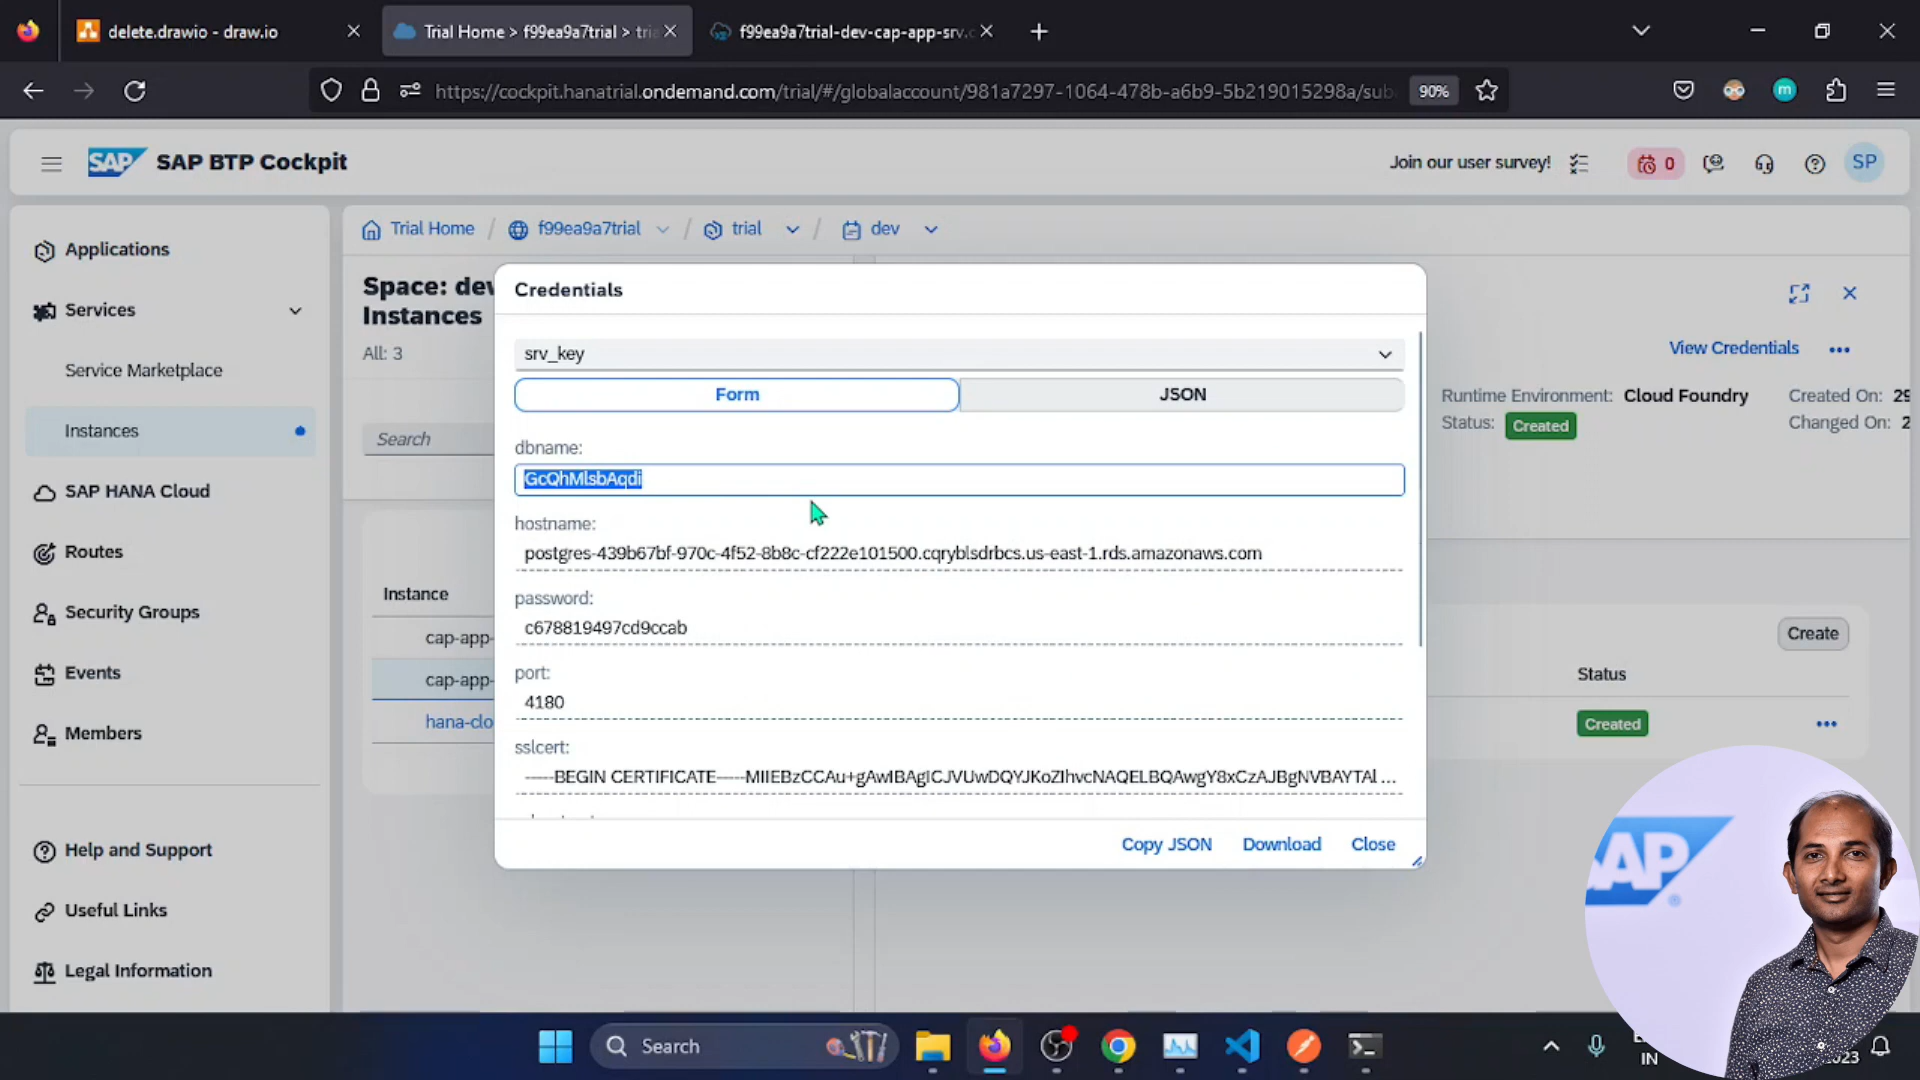 delete.drawio - draw.io
Trial Home > f99ea9a7trial > tri
f99ea9a7trial-dev-cap-app-srv.c
https://cockpit.hanatrial.ondemand.com/trial/#/globalaccount/981a7297-1064-478b-a6b9-5b219015298a/sub
90%
m
SAP
SAP BTP Cockpit
Join our user survey!
0
SP
Applications
Services
Service Marketplace
Instances
SAP HANA Cloud
Routes
Security Groups
Events
Members
Help and Support
Useful Links
Legal Information
Trial Home / f99ea9a7trial / trial / dev
Space: dev
Instances
All: 3
Search
Instance
cap-app-
cap-app-
hana-clo
Credentials
srv_key
Form
JSON
dbname:
GcQhMlsbAqdi
hostname:
postgres-439b67bf-970c-4f52-8b8c-cf222e101500.cqryblsdrbcs.us-east-1.rds.amazonaws.com
password:
c678819497cd9ccab
port:
4180
sslcert:
-----BEGIN CERTIFICATE-----MIIEBzCCAu+gAwIBAgICJVUwDQYJKoZIhvcNAQELBQAwgY8xCzAJBgNVBAYTAl ...
Copy JSON
Download
Close
View Credentials
Runtime Environment: Cloud Foundry
Status: Created
Created On: 29
Changed On: 2
Create
Status
Created
SAP
Search
IN
2023